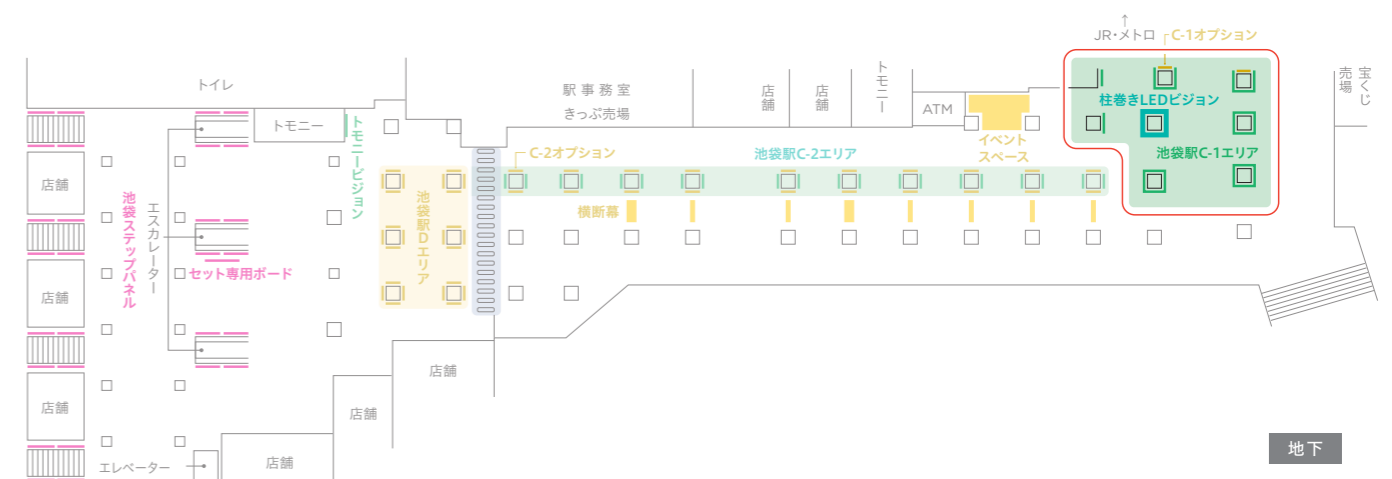 ↑
JR・メトロ
C-1オプション
宝くじ
売場
トイレ
トモニー
トモニービジョン
駅事務室
きっぷ売場
店舗
店舗
トモニー
ATM
イベント
スペース
柱巻きLEDビジョン
池袋駅C-1エリア
C-2オプション
池袋駅C-2エリア
横断幕
池袋駅Dエリア
店舗
池袋ステップパネル
エスカレーター
セット専用ボード
店舗
店舗
店舗
店舗
店舗
エレベーター
地下